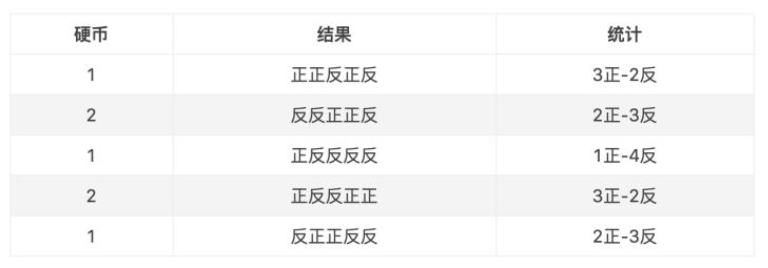 硬币 结果 统计
1 正正反正反 3正-2反
2 反反正正反 2正-3反
1 正反反反反 1正-4反
2 正反反正正 3正-2反
1 反正正反反 2正-3反